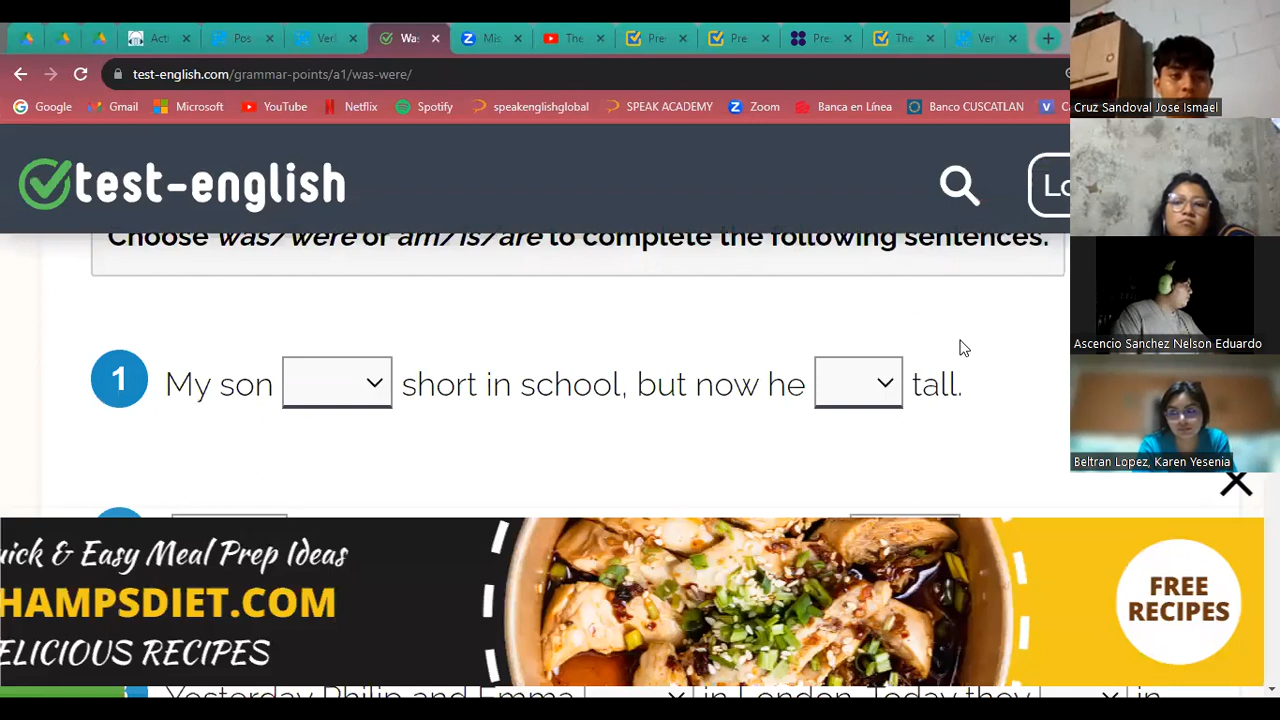 Acti
Pos
Verl
Wa:
Mis
The
Pre
Pre
Pre
The
Ver
test-english.com/grammar-points/a1/was-were/
Google Gmail Microsoft YouTube Netflix Spotify speakenglishglobal SPEAK ACADEMY Zoom Banca en Línea Banco CUSCATLAN
test-english
Lo
Choose was/were or am/is/are to complete the following sentences.
1 My son short in school, but now he tall.
uick & Easy Meal Prep Ideas
HAMPSDIET.COM
ELICIOUS RECIPES
FREE
RECIPES
Yesterday Philip and Emma in London. Today they in
Cruz Sandoval Jose Ismael
Ascencio Sanchez Nelson Eduardo
Beltran Lopez, Karen Yesenia